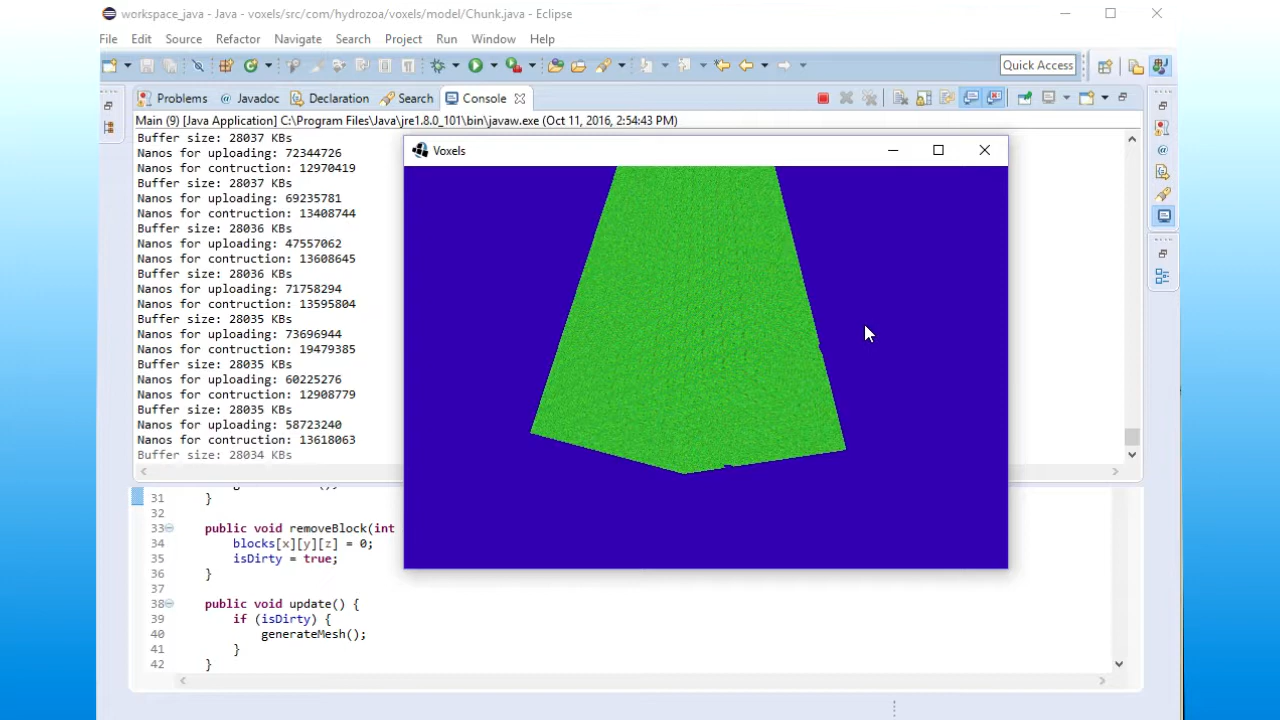 workspace_java - Java - voxels/src/com/hydrozoa/voxels/model/Chunk.java - Eclipse
File Edit Source Refactor Navigate Search Project Run Window Help
Quick Access
Problems @ Javadoc Declaration Search Console
Main (9) [Java Application] C:\Program Files\Java\jre1.8.0_101\bin\javaw.exe (Oct 11, 2016, 2:54:43 PM)
Buffer size: 28037 KBs
Nanos for uploading: 72344726
Nanos for contruction: 12970419
Buffer size: 28037 KBs
Nanos for uploading: 69235781
Nanos for contruction: 13408744
Buffer size: 28036 KBs
Nanos for uploading: 47557062
Nanos for contruction: 13608645
Buffer size: 28036 KBs
Nanos for uploading: 71758294
Nanos for contruction: 13595804
Buffer size: 28035 KBs
Nanos for uploading: 73696944
Nanos for contruction: 19479385
Buffer size: 28035 KBs
Nanos for uploading: 60225276
Nanos for contruction: 12908779
Buffer size: 28035 KBs
Nanos for uploading: 58723240
Nanos for contruction: 13618063
Buffer size: 28034 KBs
Voxels
31 }
32
33 public void removeBlock(int
34 blocks[x][y][z] = 0;
35 isDirty = true;
36 }
37
38 public void update() {
39 if (isDirty) {
40 generateMesh();
41 }
42 }